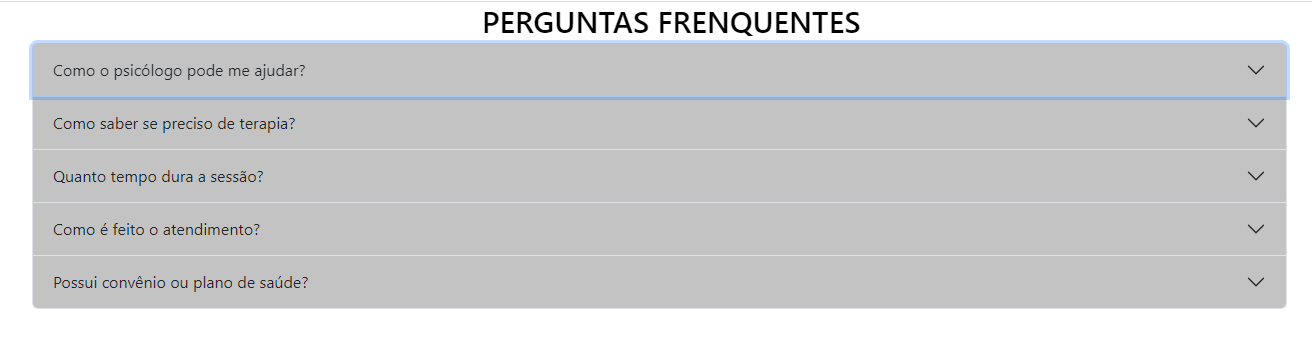 PERGUNTAS FRENQUENTES
Como o psicólogo pode me ajudar?
Como saber se preciso de terapia?
Quanto tempo dura a sessão?
Como é feito o atendimento?
Possui convênio ou plano de saúde?